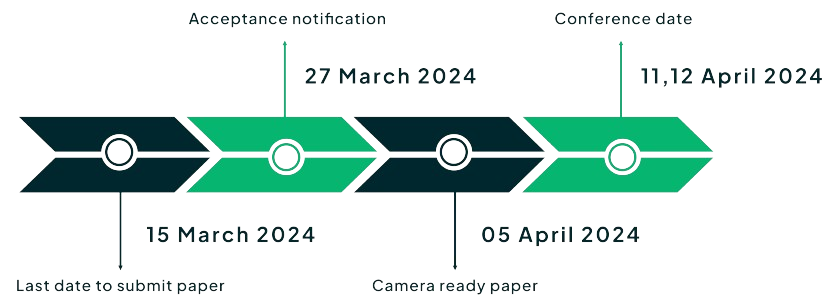 Acceptance notification
Conference date
27 March 2024
11,12 April 2024
15 March 2024
05 April 2024
Last date to submit paper
Camera ready paper